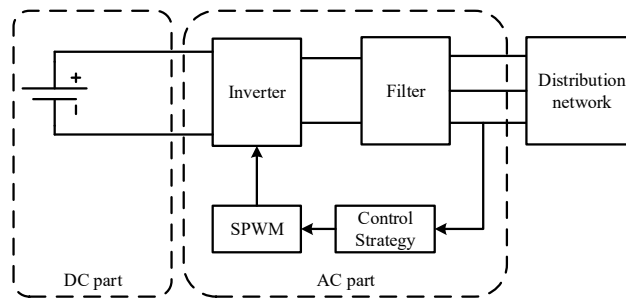 +
Inverter
Filter
Distribution
network
SPWM
Control
Strategy
DC part
AC part